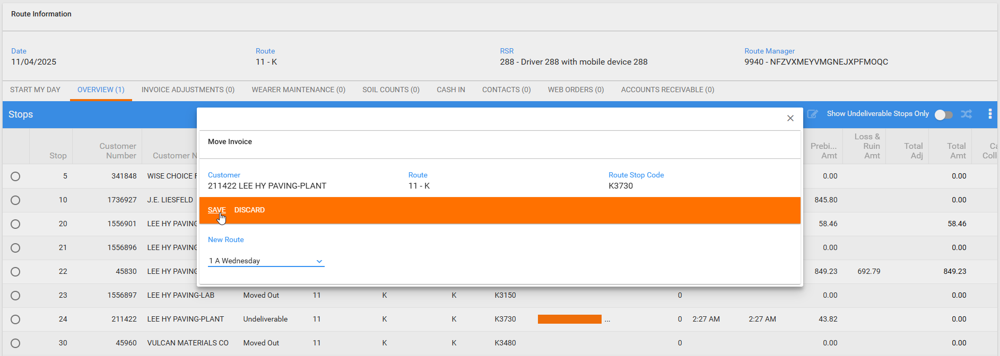 Route Information
Date Route RSR Route Manager
11/04/2025 11 - K 288 - Driver 288 with mobile device 288 9940 - NFZVXMEYVMGNEJXPFMOQC
START MY DAY OVERVIEW (1) INVOICE ADJUSTMENTS (0) WEARER MAINTENANCE (0) SOIL COUNTS (0) CASH IN CONTACTS (0) WEB ORDERS (0) ACCOUNTS RECEIVABLE (0)
Stops Show Undeliverable Stops Only
Stop Customer Number Customer N Prebi... Amt Loss & Ruin Amt Total Adj Total Amt Ca Coll
5 341848 WISE CHOICE F 0.00 0.00
10 1736927 J.E. LIESFELD 845.80 0.00
20 1556901 LEE HY PAVING 58.46 58.46
21 1556896 LEE HY PAVING 0.00 0.00
22 45830 LEE HY PAVING 849.23 692.79 849.23
23 1556897 LEE HY PAVING-LAB Moved Out 11 K K K3150 0 0.00 0.00
24 211422 LEE HY PAVING-PLANT Undeliverable 11 K K K3730 ... 0 2:27 AM 2:27 AM 43.82 0.00
30 45960 VULCAN MATERIALS CO Moved Out 11 K K K3480 0 0.00 0.00
Move Invoice
Customer Route Route Stop Code
211422 LEE HY PAVING-PLANT 11 - K K3730
SAVE DISCARD
New Route
1 A Wednesday